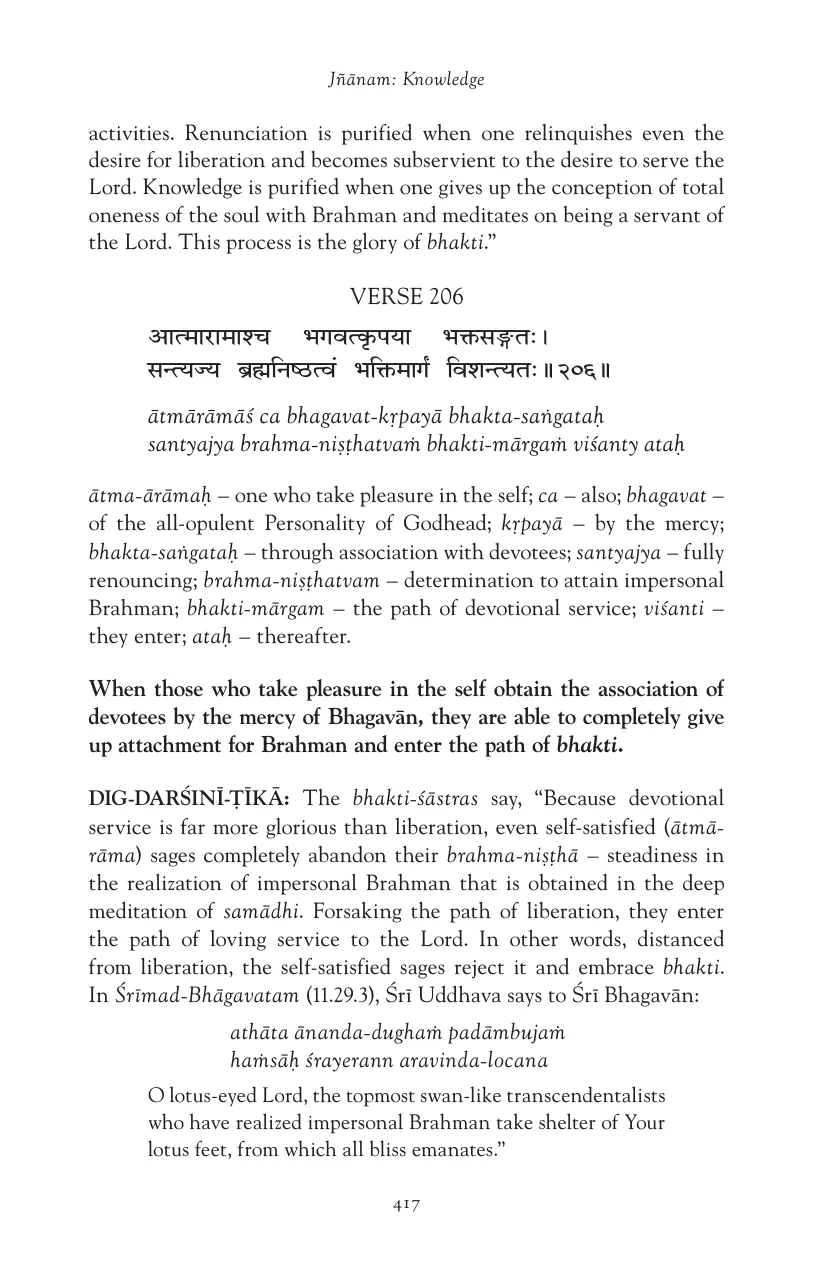 Jñānam: Knowledge
activities. Renunciation is purified when one relinquishes even the
desire for liberation and becomes subservient to the desire to serve the
Lord. Knowledge is purified when one gives up the conception of total
oneness of the soul with Brahman and meditates on being a servant of
the Lord. This process is the glory of bhakti.”
VERSE 206
आत्मारामाश्च भगवत्कृपया भक्तसङ्गतः ।
सन्त्यज्य ब्रह्मनिष्ठत्वं भक्तिमार्गं विशन्त्यतः ॥ २०६ ॥
ātmārāmāś ca bhagavat-kṛpayā bhakta-saṅgataḥ
santyajya brahma-niṣṭhatvaṁ bhakti-mārgaṁ viśanty ataḥ
ātma-ārāmaḥ – one who take pleasure in the self; ca – also; bhagavat –
of the all-opulent Personality of Godhead; kṛpayā – by the mercy;
bhakta-saṅgataḥ – through association with devotees; santyajya – fully
renouncing; brahma-niṣṭhatvam – determination to attain impersonal
Brahman; bhakti-mārgam – the path of devotional service; viśanti –
they enter; ataḥ – thereafter.
When those who take pleasure in the self obtain the association of
devotees by the mercy of Bhagavān, they are able to completely give
up attachment for Brahman and enter the path of bhakti.
DIG-DARŚINĪ-ṬĪKĀ: The bhakti-śāstras say, “Because devotional
service is far more glorious than liberation, even self-satisfied (ātmā-
rāma) sages completely abandon their brahma-niṣṭhā – steadiness in
the realization of impersonal Brahman that is obtained in the deep
meditation of samādhi. Forsaking the path of liberation, they enter
the path of loving service to the Lord. In other words, distanced
from liberation, the self-satisfied sages reject it and embrace bhakti.
In Śrīmad-Bhāgavatam (11.29.3), Śrī Uddhava says to Śrī Bhagavān:
athāta ānanda-dughaṁ padāmbujaṁ
haṁsāḥ śrayerann aravinda-locana
O lotus-eyed Lord, the topmost swan-like transcendentalists
who have realized impersonal Brahman take shelter of Your
lotus feet, from which all bliss emanates.”
417